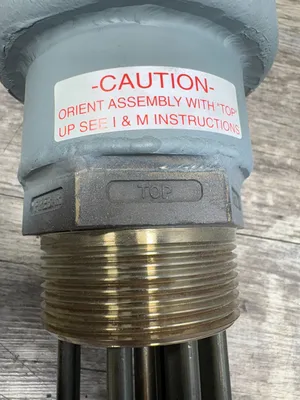 -CAUTION-
ORIENT ASSEMBLY WITH "TOP"
UP SEE I & M INSTRUCTIONS
TOP